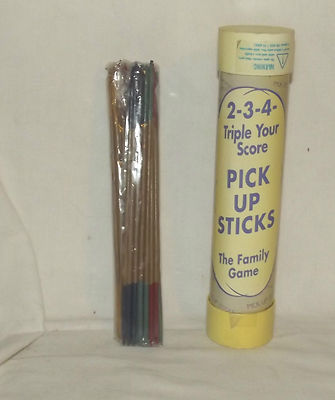 WARNING
2-3-4-
Triple Your
Score
PICK
UP
STICKS
The Family
Game